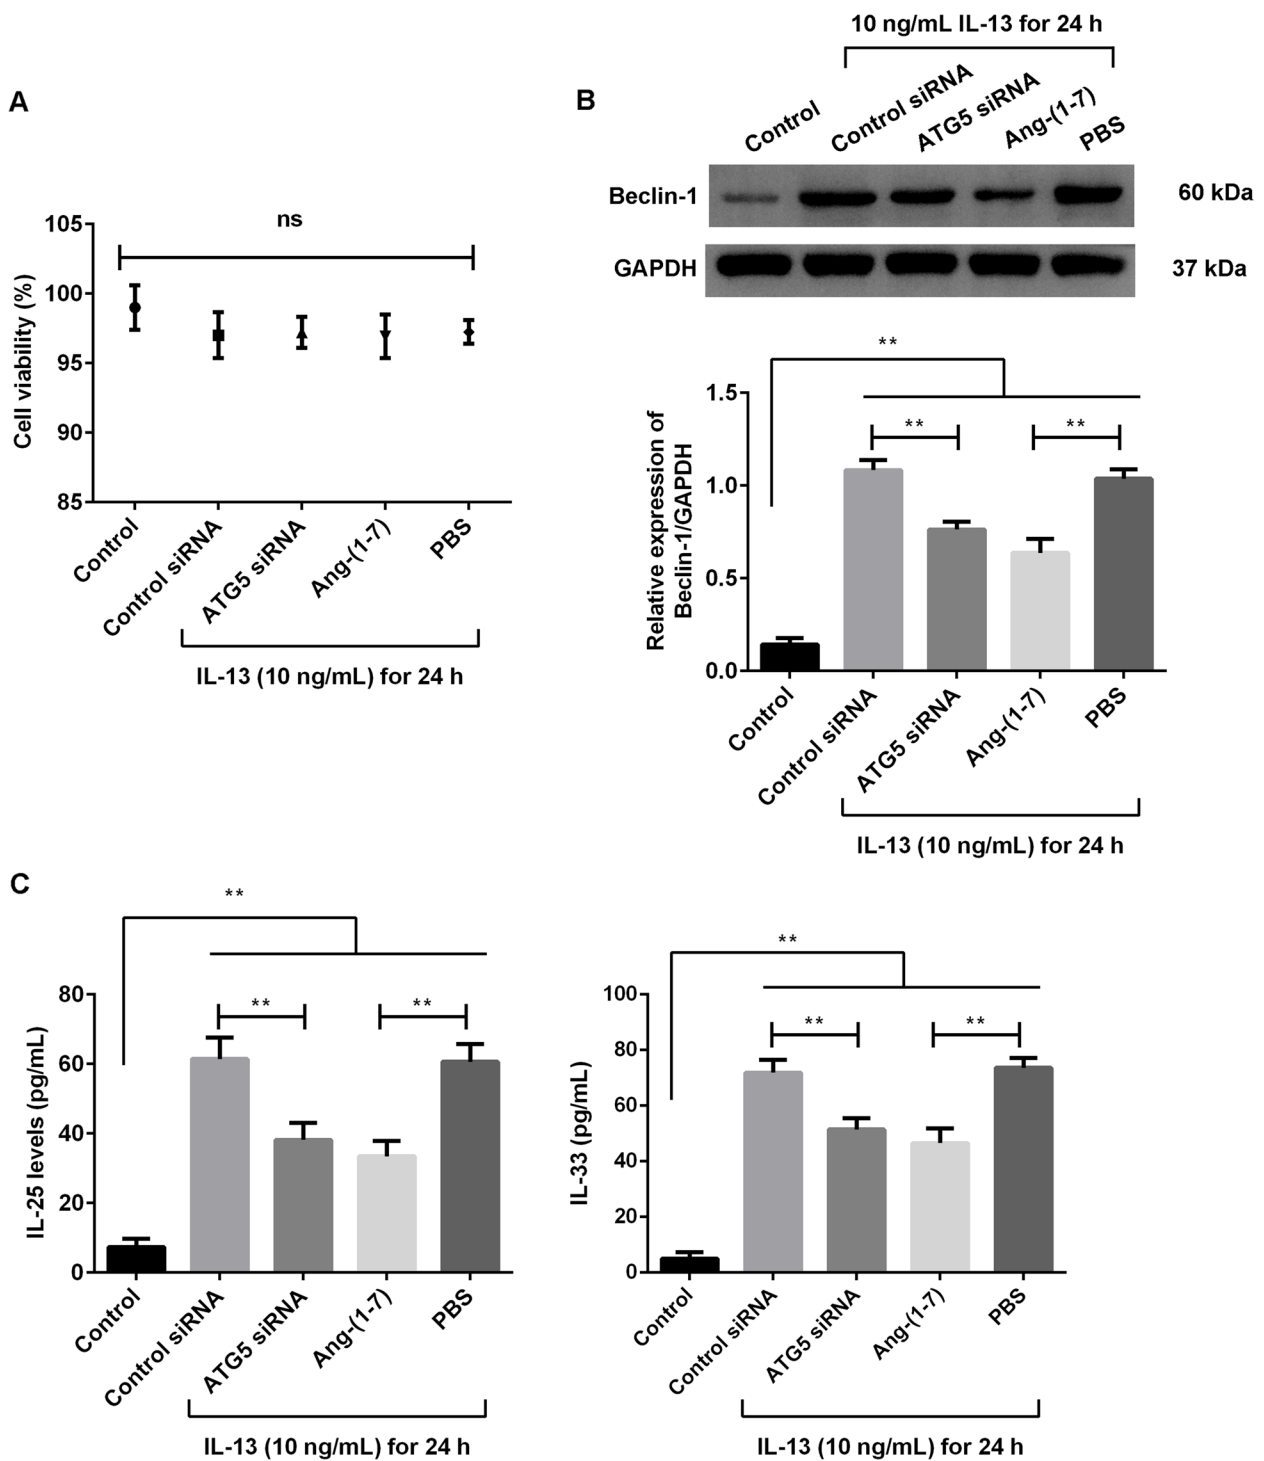 A
ns
Cell viability (%)
105
100
95
90
85
Control
Control siRNA
ATG5 siRNA
Ang-(1-7)
PBS
IL-13 (10 ng/mL) for 24 h
B
10 ng/mL IL-13 for 24 h
Control
Control siRNA
ATG5 siRNA
Ang-(1-7)
PBS
Beclin-1
60 kDa
GAPDH
37 kDa
**
**
**
Relative expression of
Beclin-1/GAPDH
1.5
1.0
0.5
0.0
Control
Control siRNA
ATG5 siRNA
Ang-(1-7)
PBS
IL-13 (10 ng/mL) for 24 h
C
**
**
**
IL-25 levels (pg/mL)
80
60
40
20
0
Control
Control siRNA
ATG5 siRNA
Ang-(1-7)
PBS
IL-13 (10 ng/mL) for 24 h
**
**
**
IL-33 (pg/mL)
100
80
60
40
20
0
Control
Control siRNA
ATG5 siRNA
Ang-(1-7)
PBS
IL-13 (10 ng/mL) for 24 h